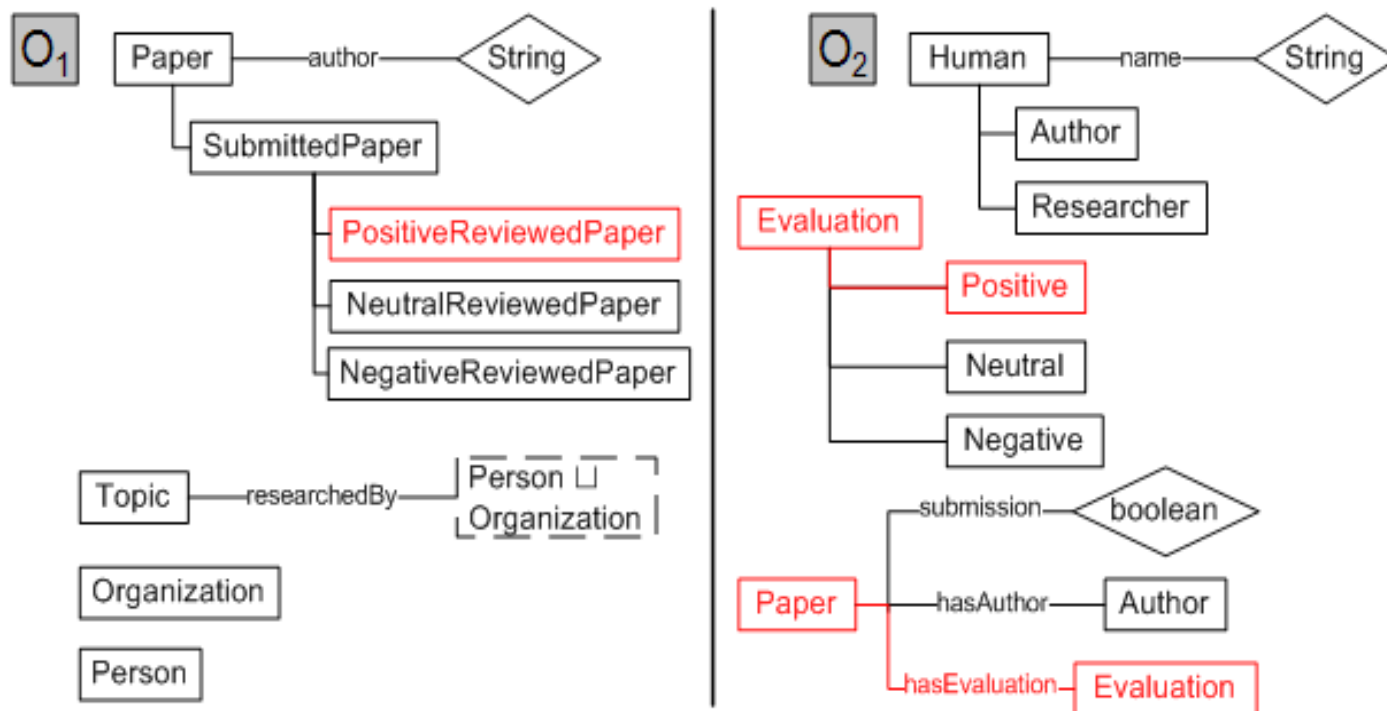 O1
Paper
author
String
SubmittedPaper
PositiveReviewedPaper
NeutralReviewedPaper
NegativeReviewedPaper
Topic
researchedBy
Person ⊔
Organization
Organization
Person
O2
Human
name
String
Author
Researcher
Evaluation
Positive
Neutral
Negative
submission
boolean
Paper
hasAuthor
Author
hasEvaluation
Evaluation